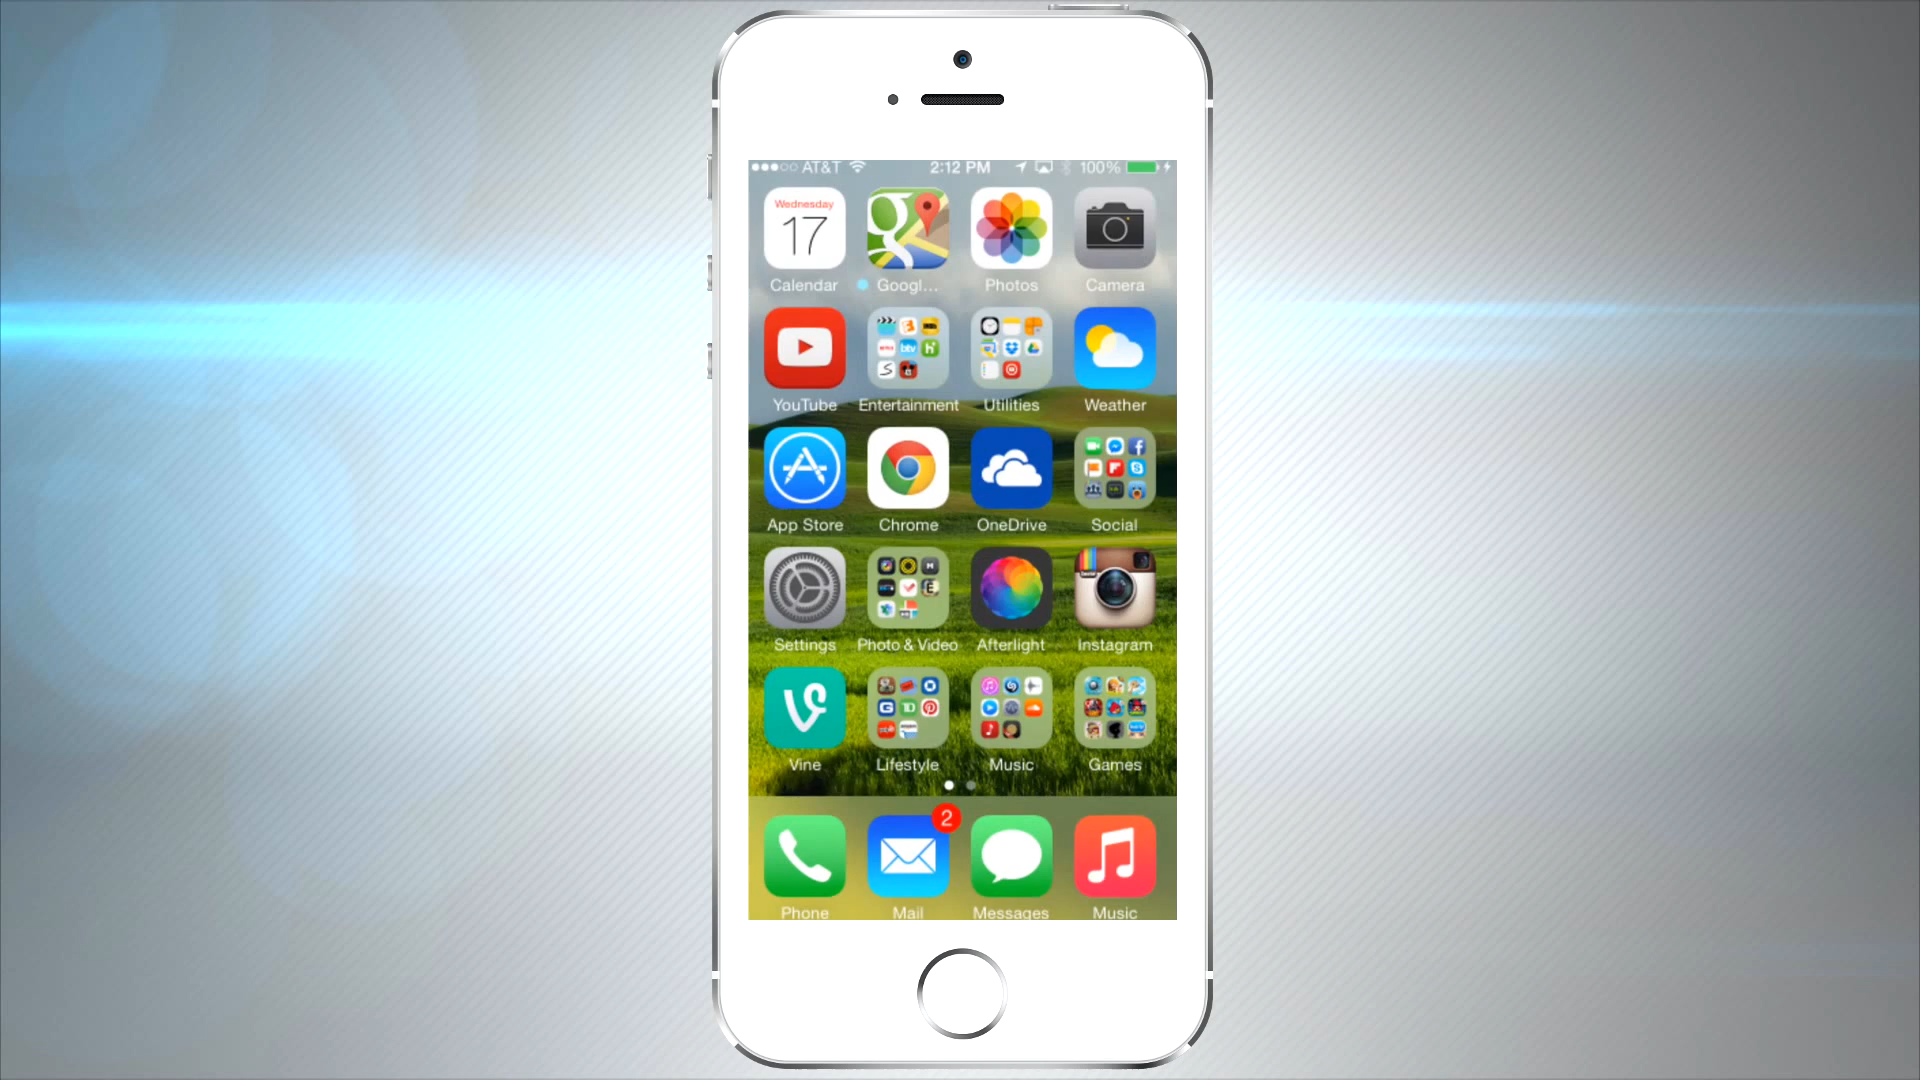 AT&T 2:12 PM 100%
Wednesday
17
Calendar Googl... Photos Camera
YouTube Entertainment Utilities Weather
App Store Chrome OneDrive Social
Settings Photo & Video Afterlight Instagram
Vine Lifestyle Music Games
2
Phone Mail Messages Music